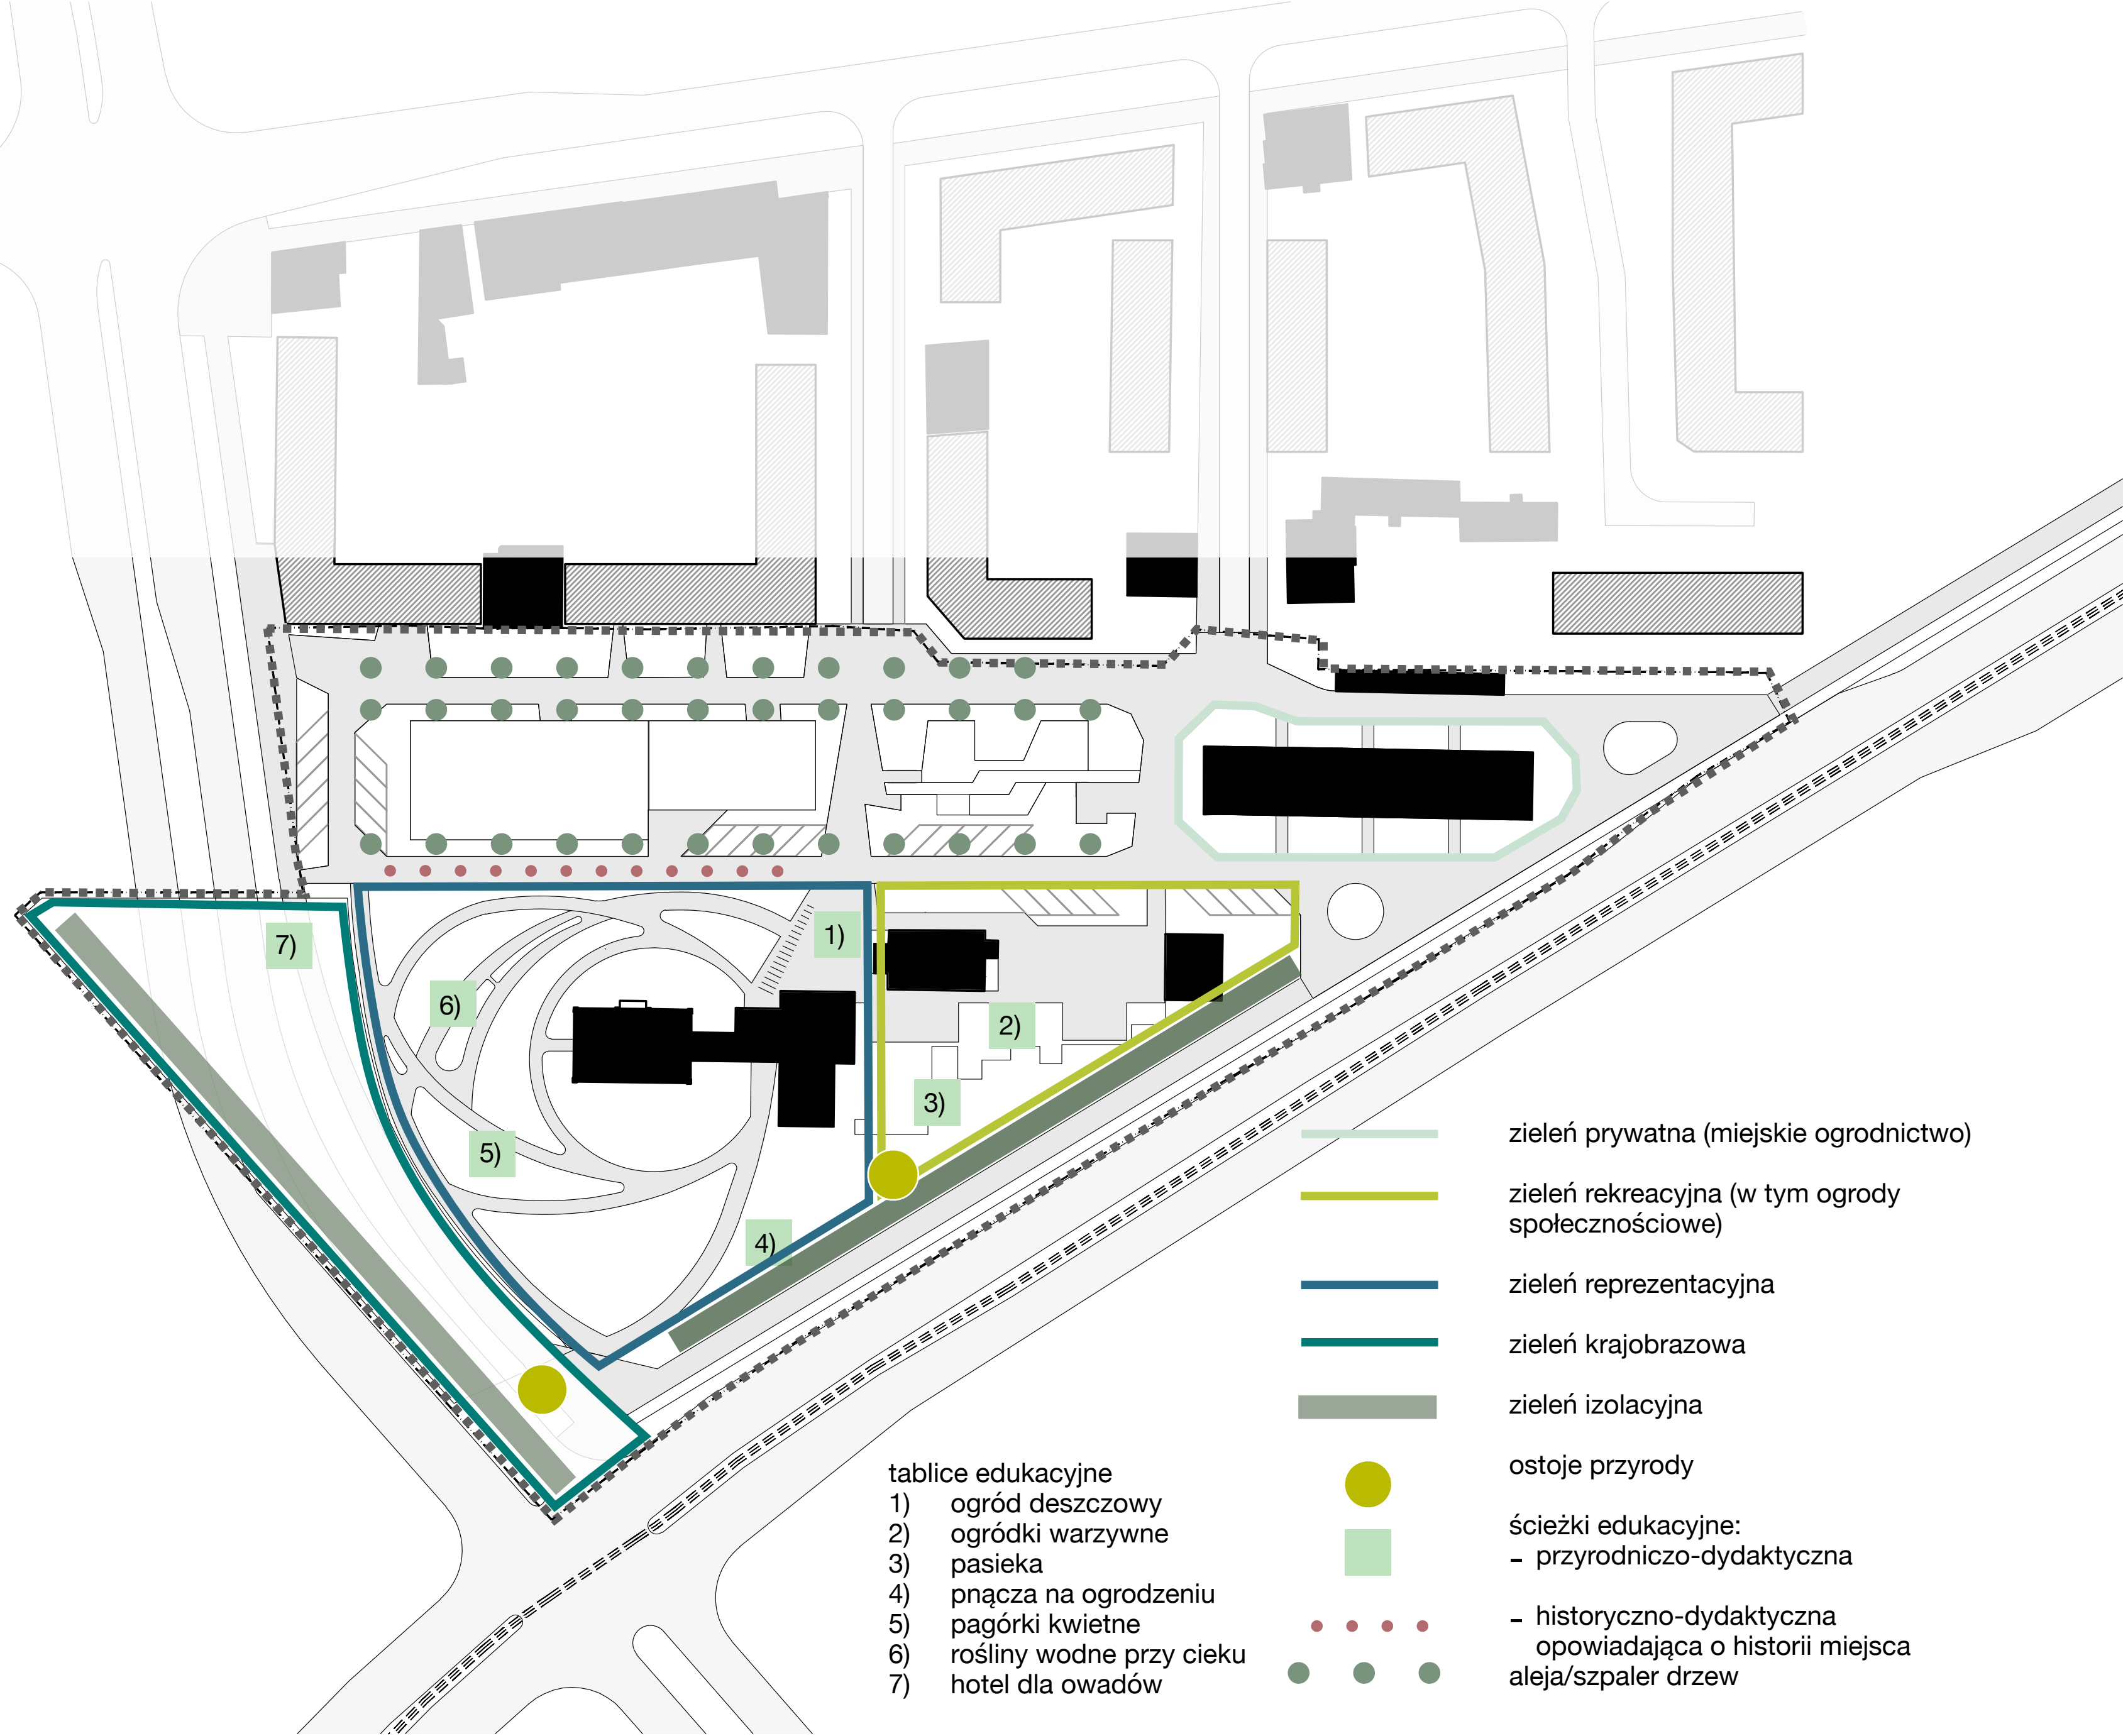 7)
1)
6)
2)
3)
5)
4)
zieleń prywatna (miejskie ogrodnictwo)
zieleń rekreacyjna (w tym ogrody
społecznościowe)
zieleń reprezentacyjna
zieleń krajobrazowa
zieleń izolacyjna
ostoje przyrody
ścieżki edukacyjne:
- przyrodniczo-dydaktyczna
- historyczno-dydaktyczna
opowiadająca o historii miejsca
aleja/szpaler drzew
tablice edukacyjne
1) ogród deszczowy
2) ogródki warzywne
3) pasieka
4) pnącza na ogrodzeniu
5) pagórki kwietne
6) rośliny wodne przy cieku
7) hotel dla owadów